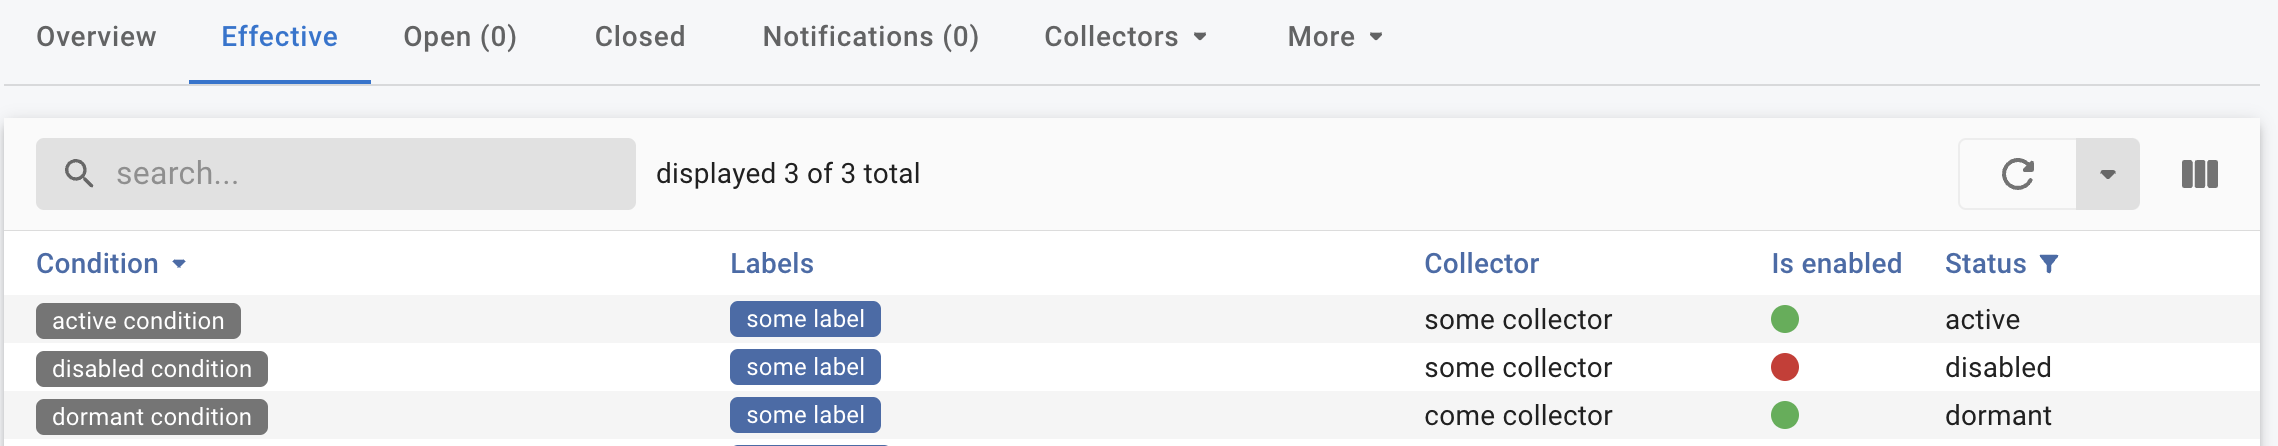 Overview Effective Open (0) Closed Notifications (0) Collectors More
search... displayed 3 of 3 total
Condition Labels Collector Is enabled Status
active condition some label some collector active
disabled condition some label some collector disabled
dormant condition some label come collector dormant